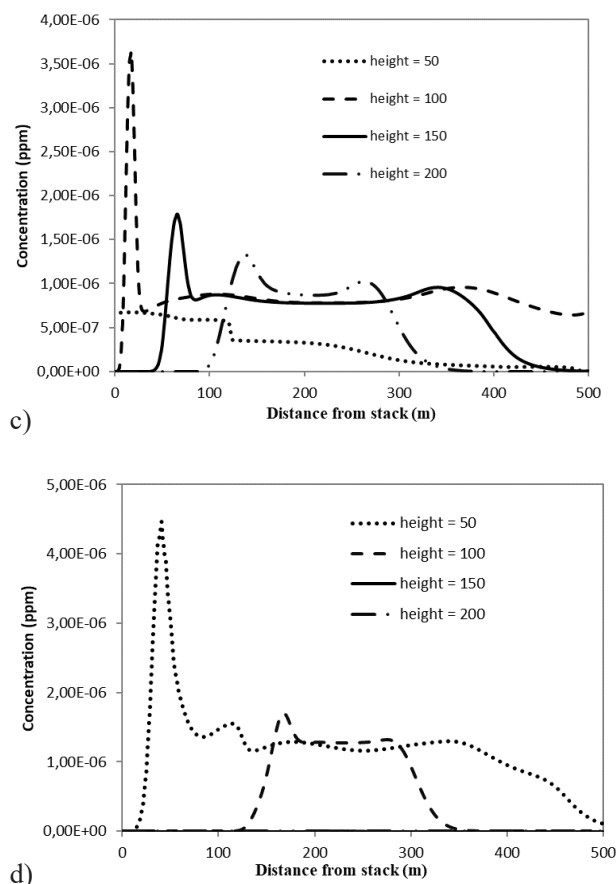 4,00E-06
3,50E-06
3,00E-06
2,50E-06
2,00E-06
1,50E-06
1,00E-06
5,00E-07
0,00E+00
Concentration (ppm)
height = 50
height = 100
height = 150
height = 200
0 100 200 300 400 500
Distance from stack (m)
c)
5,00E-06
4,00E-06
3,00E-06
2,00E-06
1,00E-06
0,00E+00
Concentration (ppm)
height = 50
height = 100
height = 150
height = 200
0 100 200 300 400 500
Distance from stack (m)
d)